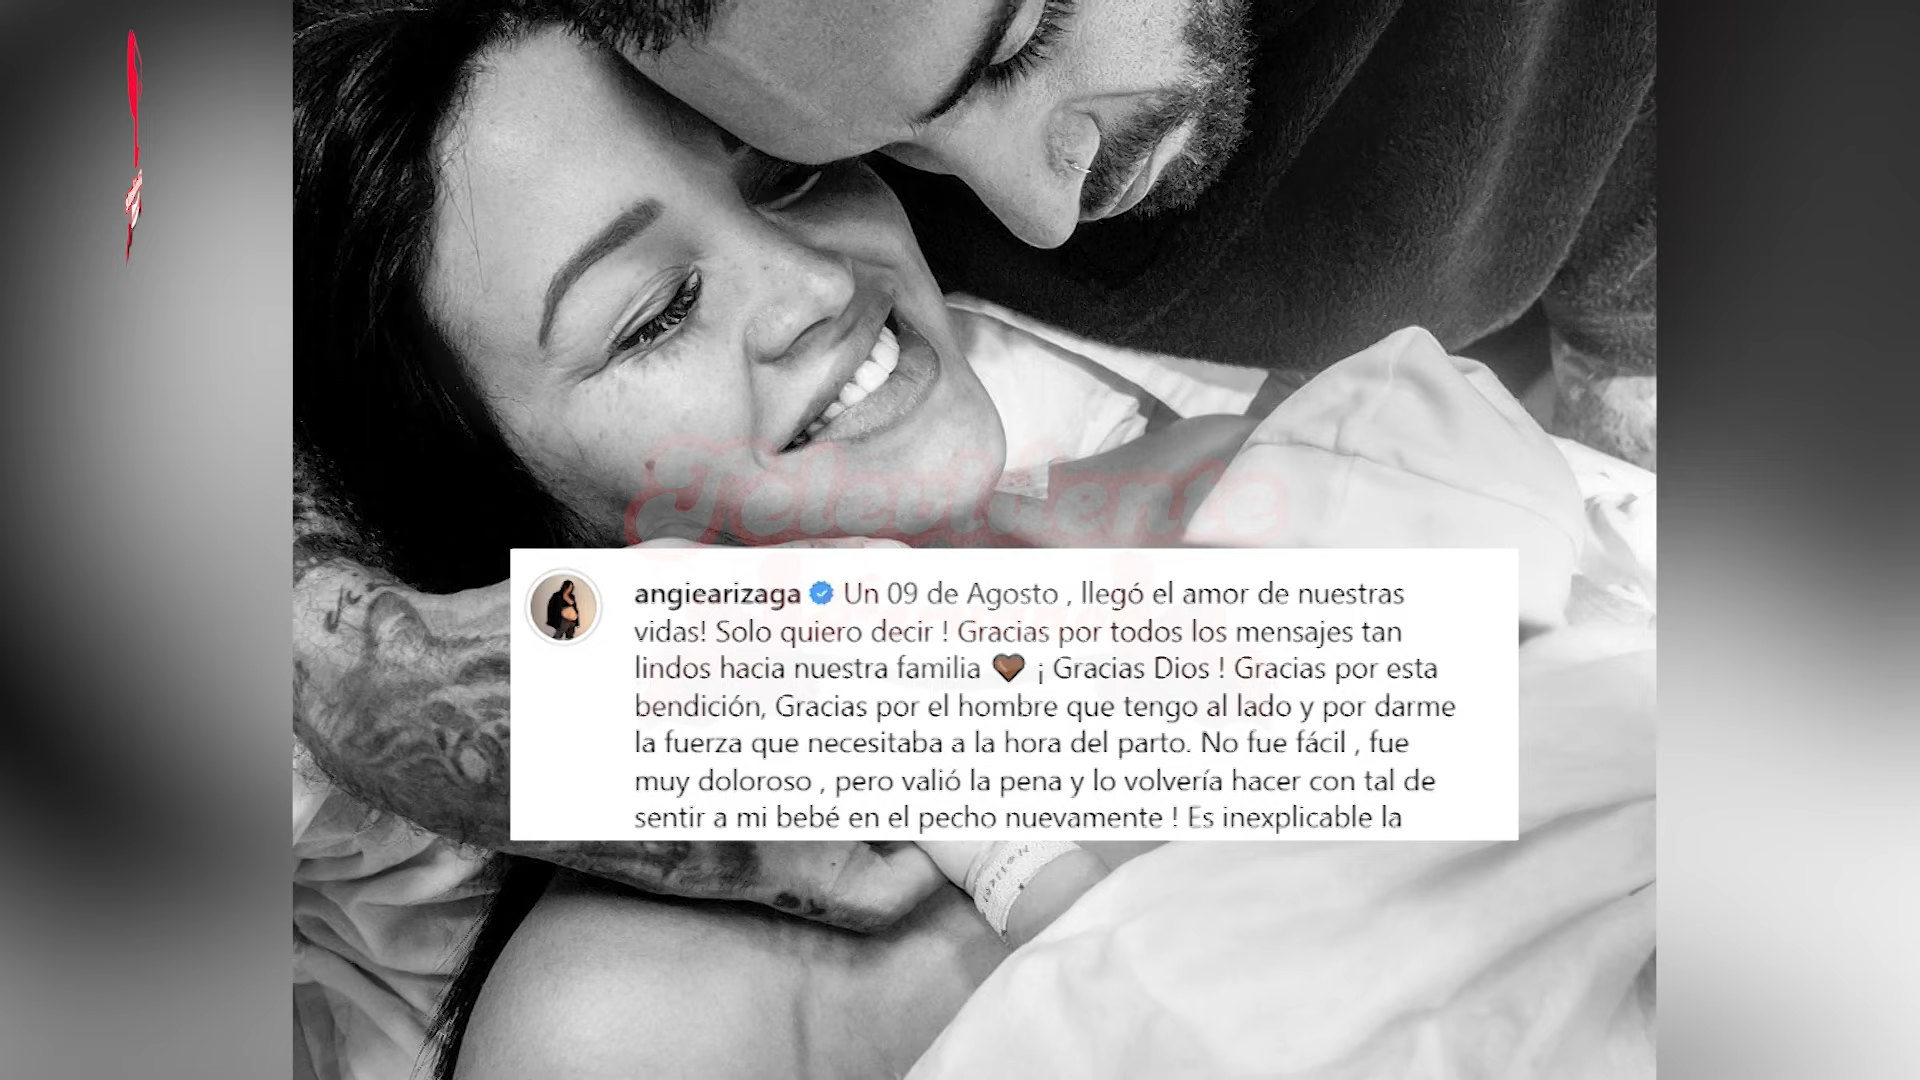 Televidente
angiearizaga Un 09 de Agosto , llegó el amor de nuestras
vidas! Solo quiero decir ! Gracias por todos los mensajes tan
lindos hacia nuestra familia 🤎 ¡ Gracias Dios ! Gracias por esta
bendición, Gracias por el hombre que tengo al lado y por darme
la fuerza que necesitaba a la hora del parto. No fue fácil , fue
muy doloroso , pero valió la pena y lo volvería hacer con tal de
sentir a mi bebé en el pecho nuevamente ! Es inexplicable la